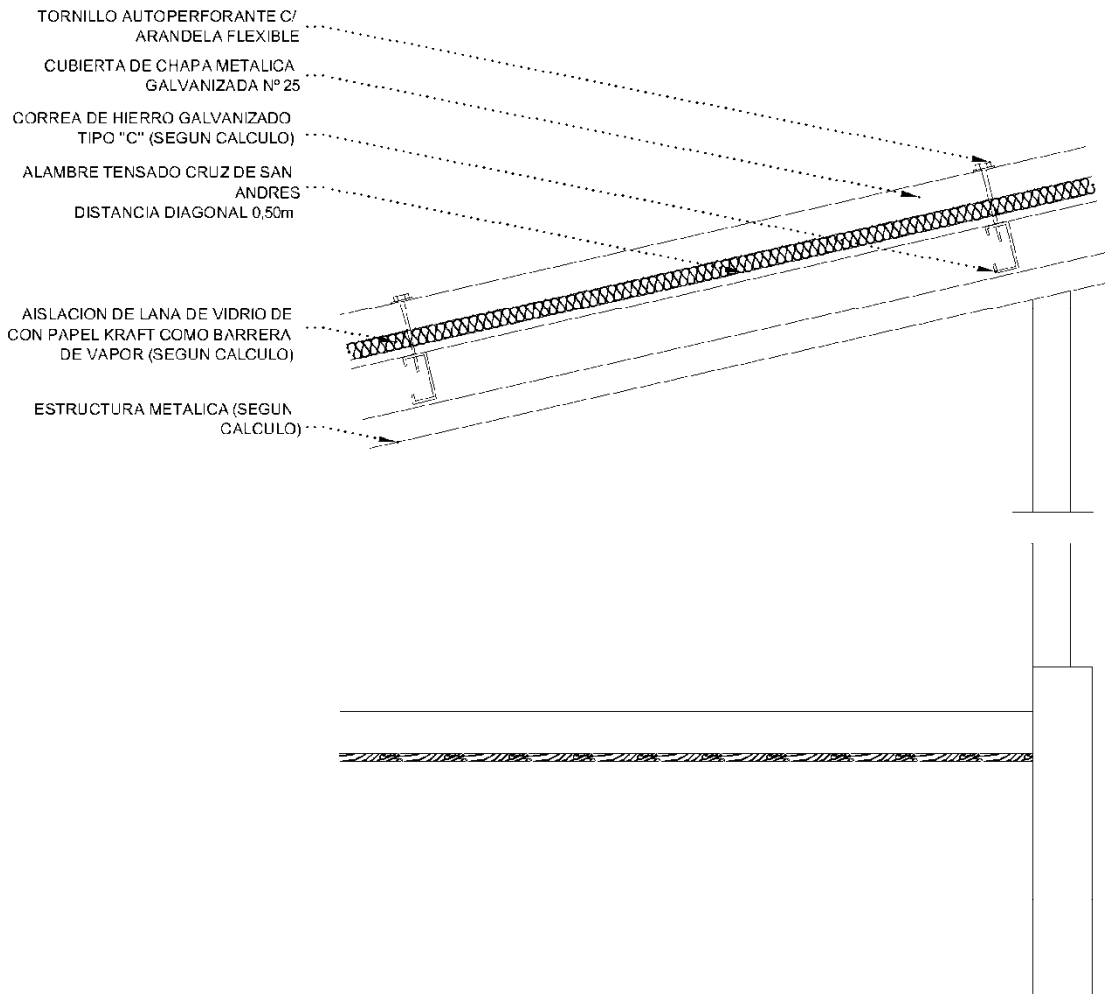 TORNILLO AUTOPERFORANTE C/
ARANDELA FLEXIBLE
CUBIERTA DE CHAPA METALICA
GALVANIZADA Nº 25
CORREA DE HIERRO GALVANIZADO
TIPO "C" (SEGUN CALCULO)
ALAMBRE TENSADO CRUZ DE SAN
ANDRES
DISTANCIA DIAGONAL 0,50m
AISLACION DE LANA DE VIDRIO DE
CON PAPEL KRAFT COMO BARRERA
DE VAPOR (SEGUN CALCULO)
ESTRUCTURA METALICA (SEGUN
CALCULO)